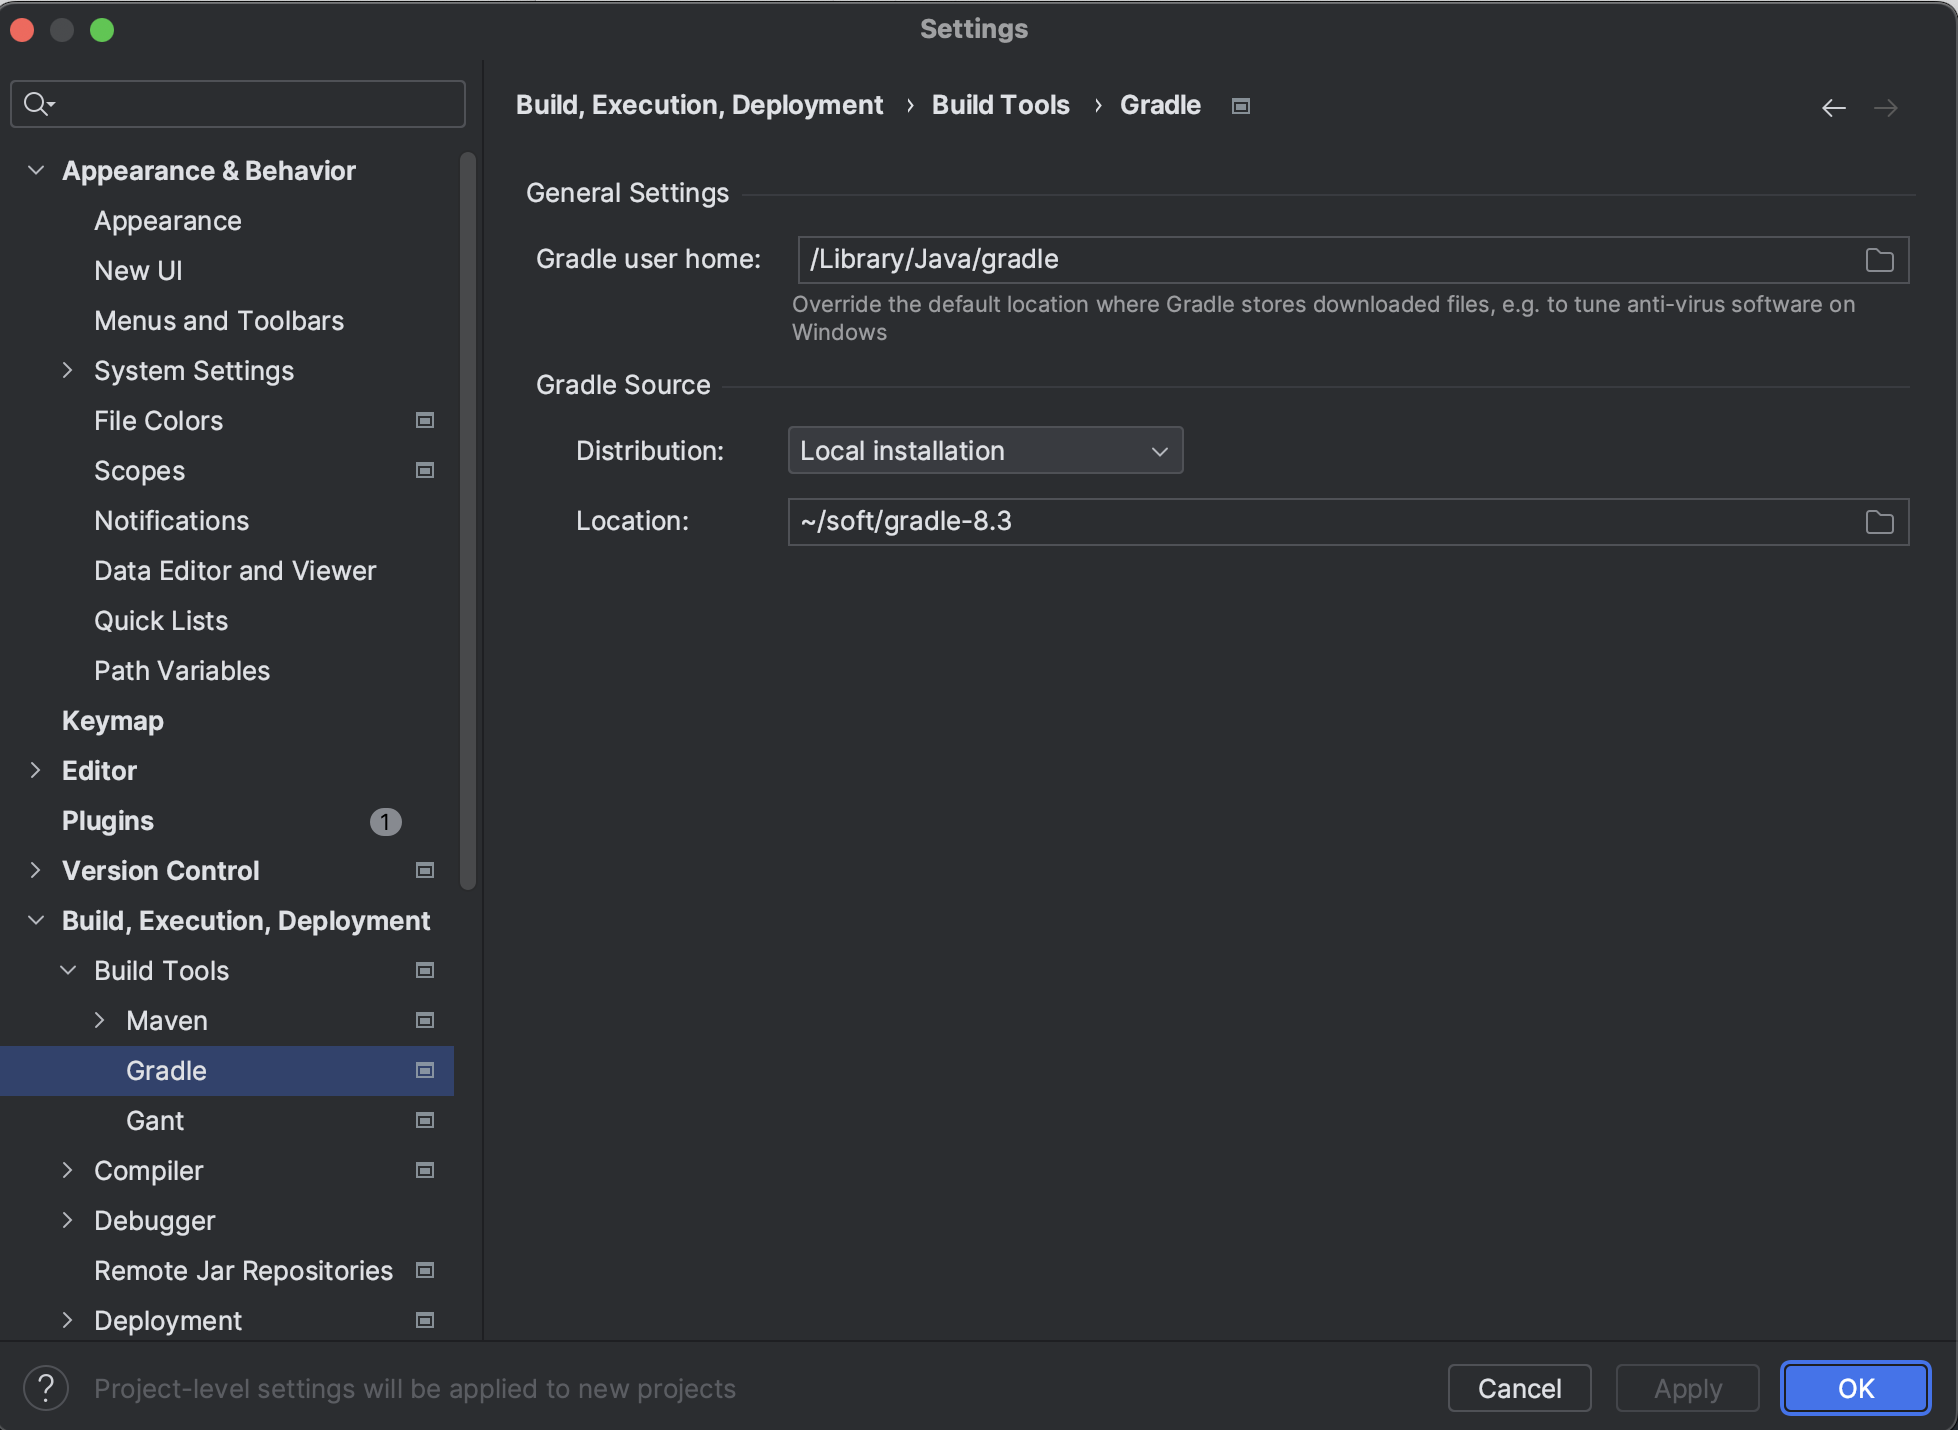 Settings
Appearance & Behavior
Appearance
New UI
Menus and Toolbars
System Settings
File Colors
Scopes
Notifications
Data Editor and Viewer
Quick Lists
Path Variables
Keymap
Editor
Plugins 1
Version Control
Build, Execution, Deployment
Build Tools
Maven
Gradle
Gant
Compiler
Debugger
Remote Jar Repositories
Deployment
Build, Execution, Deployment › Build Tools › Gradle
General Settings
Gradle user home: /Library/Java/gradle
Override the default location where Gradle stores downloaded files, e.g. to tune anti-virus software on
Windows
Gradle Source
Distribution: Local installation
Location: ~/soft/gradle-8.3
? Project-level settings will be applied to new projects
Cancel Apply OK